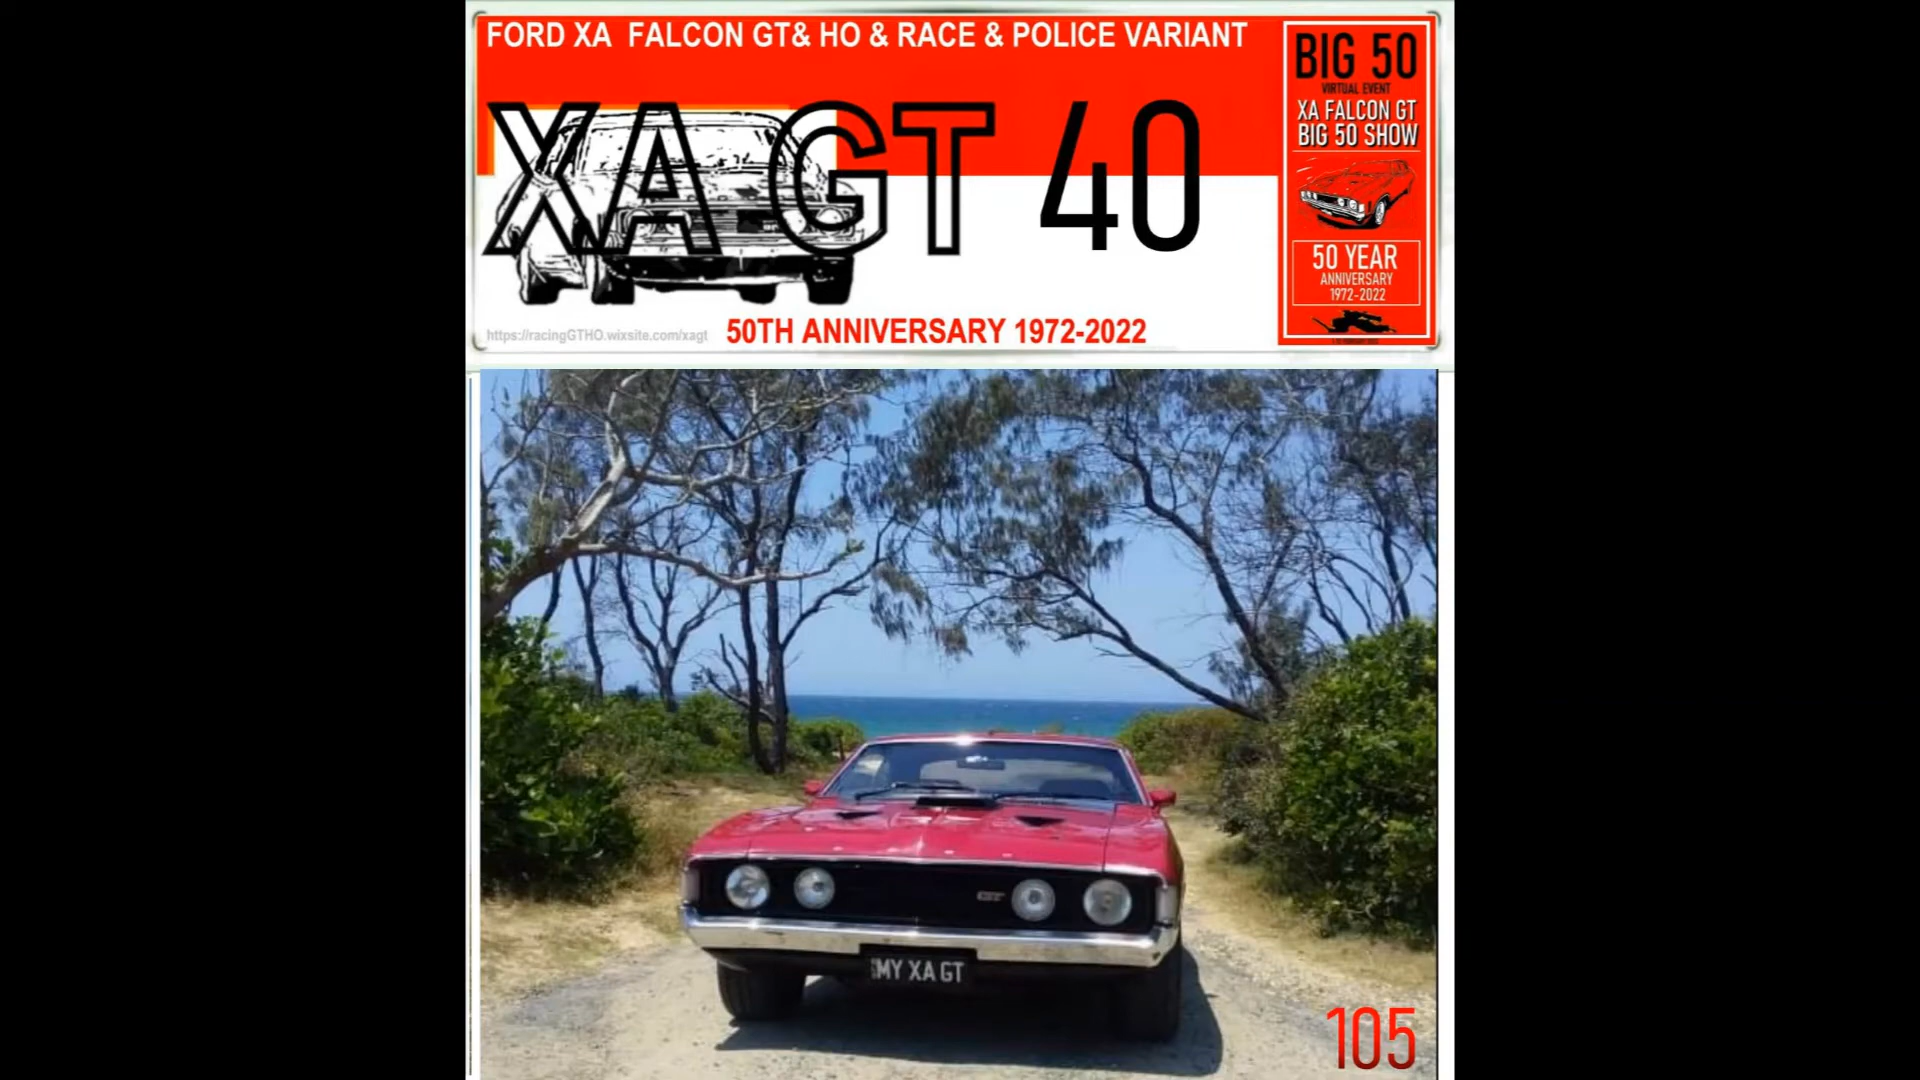 FORD XA FALCON GT& HO & RACE & POLICE VARIANT
XA GT 40
https://racingGTHO.wixsite.com/xagt
50TH ANNIVERSARY 1972-2022
BIG 50
VIRTUAL EVENT
XA FALCON GT
BIG 50 SHOW
50 YEAR
ANNIVERSARY
1972-2022
GT
MY XA GT
105